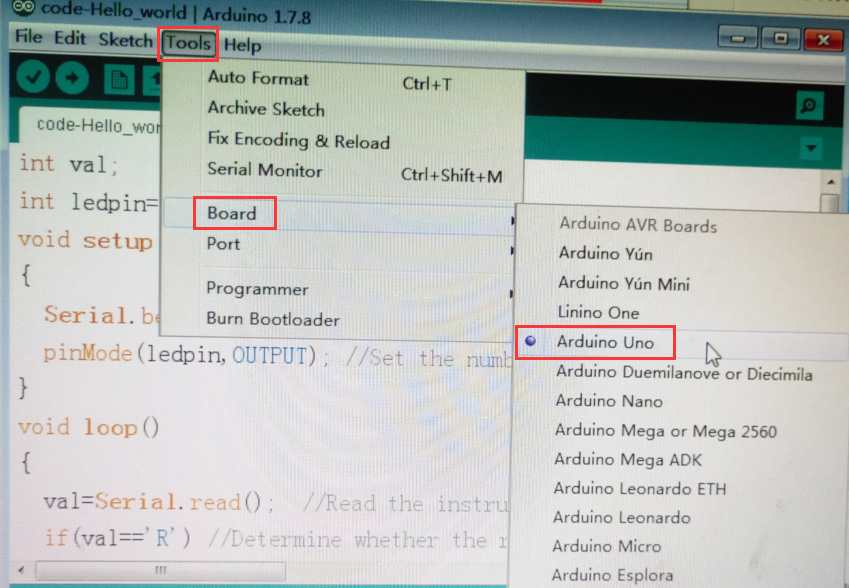 code-Hello_world | Arduino 1.7.8
File Edit Sketch Tools Help
Auto Format Ctrl+T
Archive Sketch
Fix Encoding & Reload
Serial Monitor Ctrl+Shift+M
Board
Port
Programmer
Burn Bootloader
Arduino AVR Boards
Arduino Yún
Arduino Yún Mini
Linino One
Arduino Uno
Arduino Duemilanove or Diecimila
Arduino Nano
Arduino Mega or Mega 2560
Arduino Mega ADK
Arduino Leonardo ETH
Arduino Leonardo
Arduino Micro
Arduino Esplora
code-Hello_wor
int val;
int ledpin=
void setup
{
Serial.be
pinMode(ledpin,OUTPUT); //Set the numb
}
void loop()
{
val=Serial.read(); //Read the instru
if(val=='R') //Determine whether the r